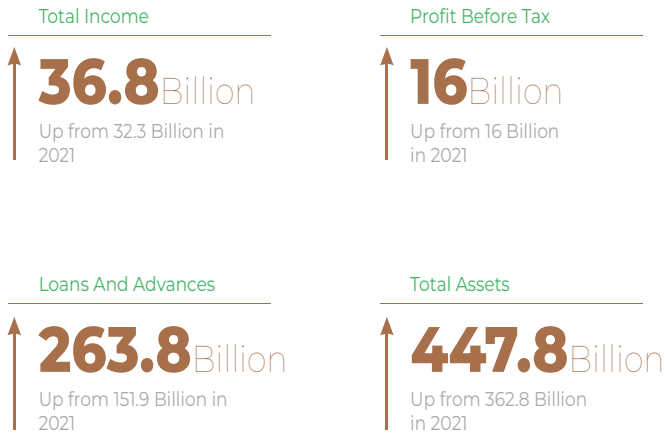 Total Income
36.8Billion
Up from 32.3 Billion in
2021
Profit Before Tax
16Billion
Up from 16 Billion
in 2021
Loans And Advances
263.8Billion
Up from 151.9 Billion in
2021
Total Assets
447.8Billion
Up from 362.8 Billion
in 2021